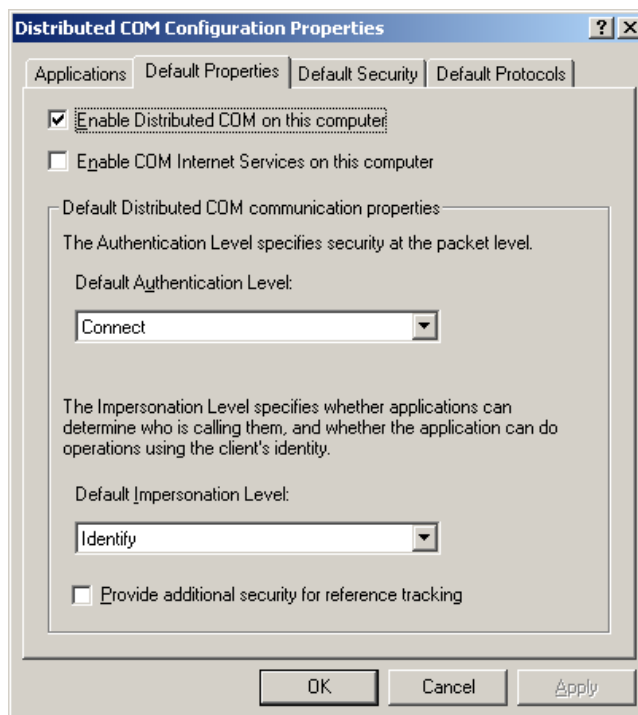 Distributed COM Configuration Properties
Applications Default Properties Default Security Default Protocols
Enable Distributed COM on this computer
Enable COM Internet Services on this computer
Default Distributed COM communication properties
The Authentication Level specifies security at the packet level.
Default Authentication Level:
Connect
The Impersonation Level specifies whether applications can
determine who is calling them, and whether the application can do
operations using the client's identity.
Default Impersonation Level:
Identify
Provide additional security for reference tracking
OK Cancel Apply